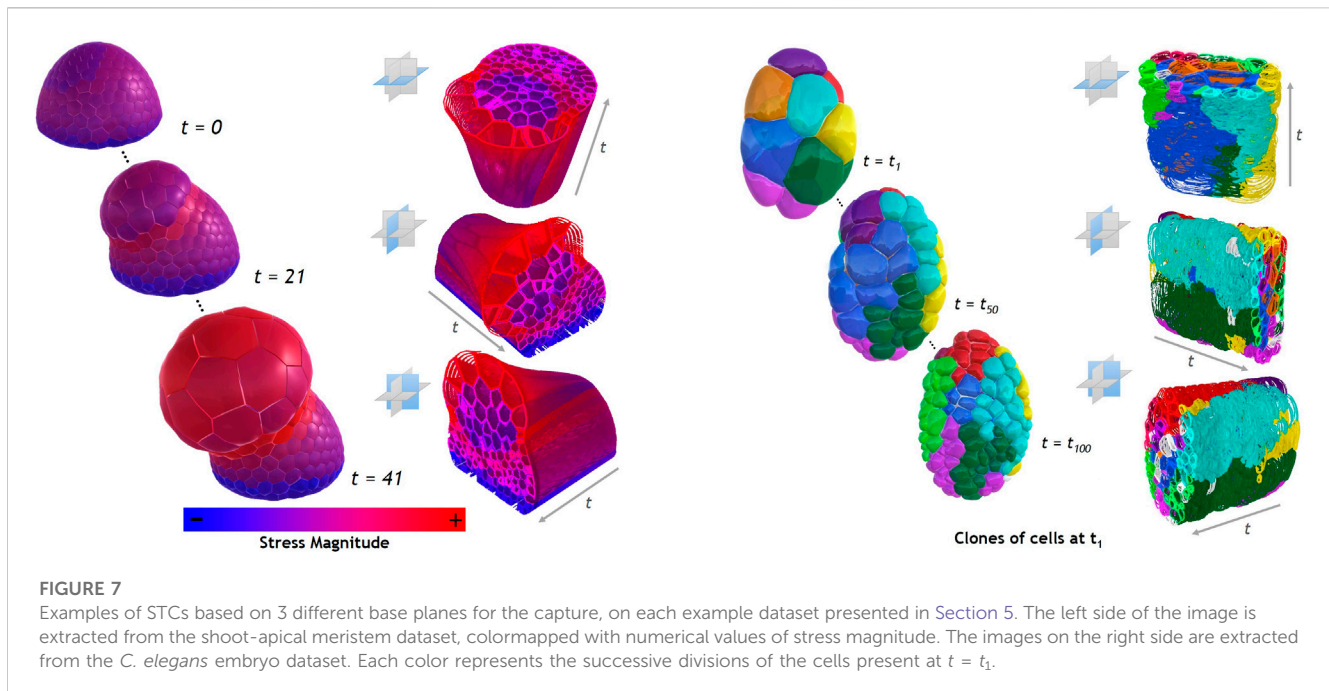 t = 0
t
t = 21
t
t = 41
t
- +
Stress Magnitude
t = t1
t
t = t50
t
t = t100
t
Clones of cells at t1
FIGURE 7
Examples of STCs based on 3 different base planes for the capture, on each example dataset presented in Section 5. The left side of the image is
extracted from the shoot-apical meristem dataset, colormapped with numerical values of stress magnitude. The images on the right side are extracted
from the C. elegans embryo dataset. Each color represents the successive divisions of the cells present at t = t1.